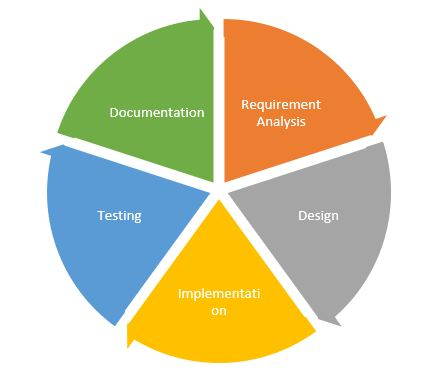 Requirement
Analysis
Design
Implementati
on
Testing
Documentation